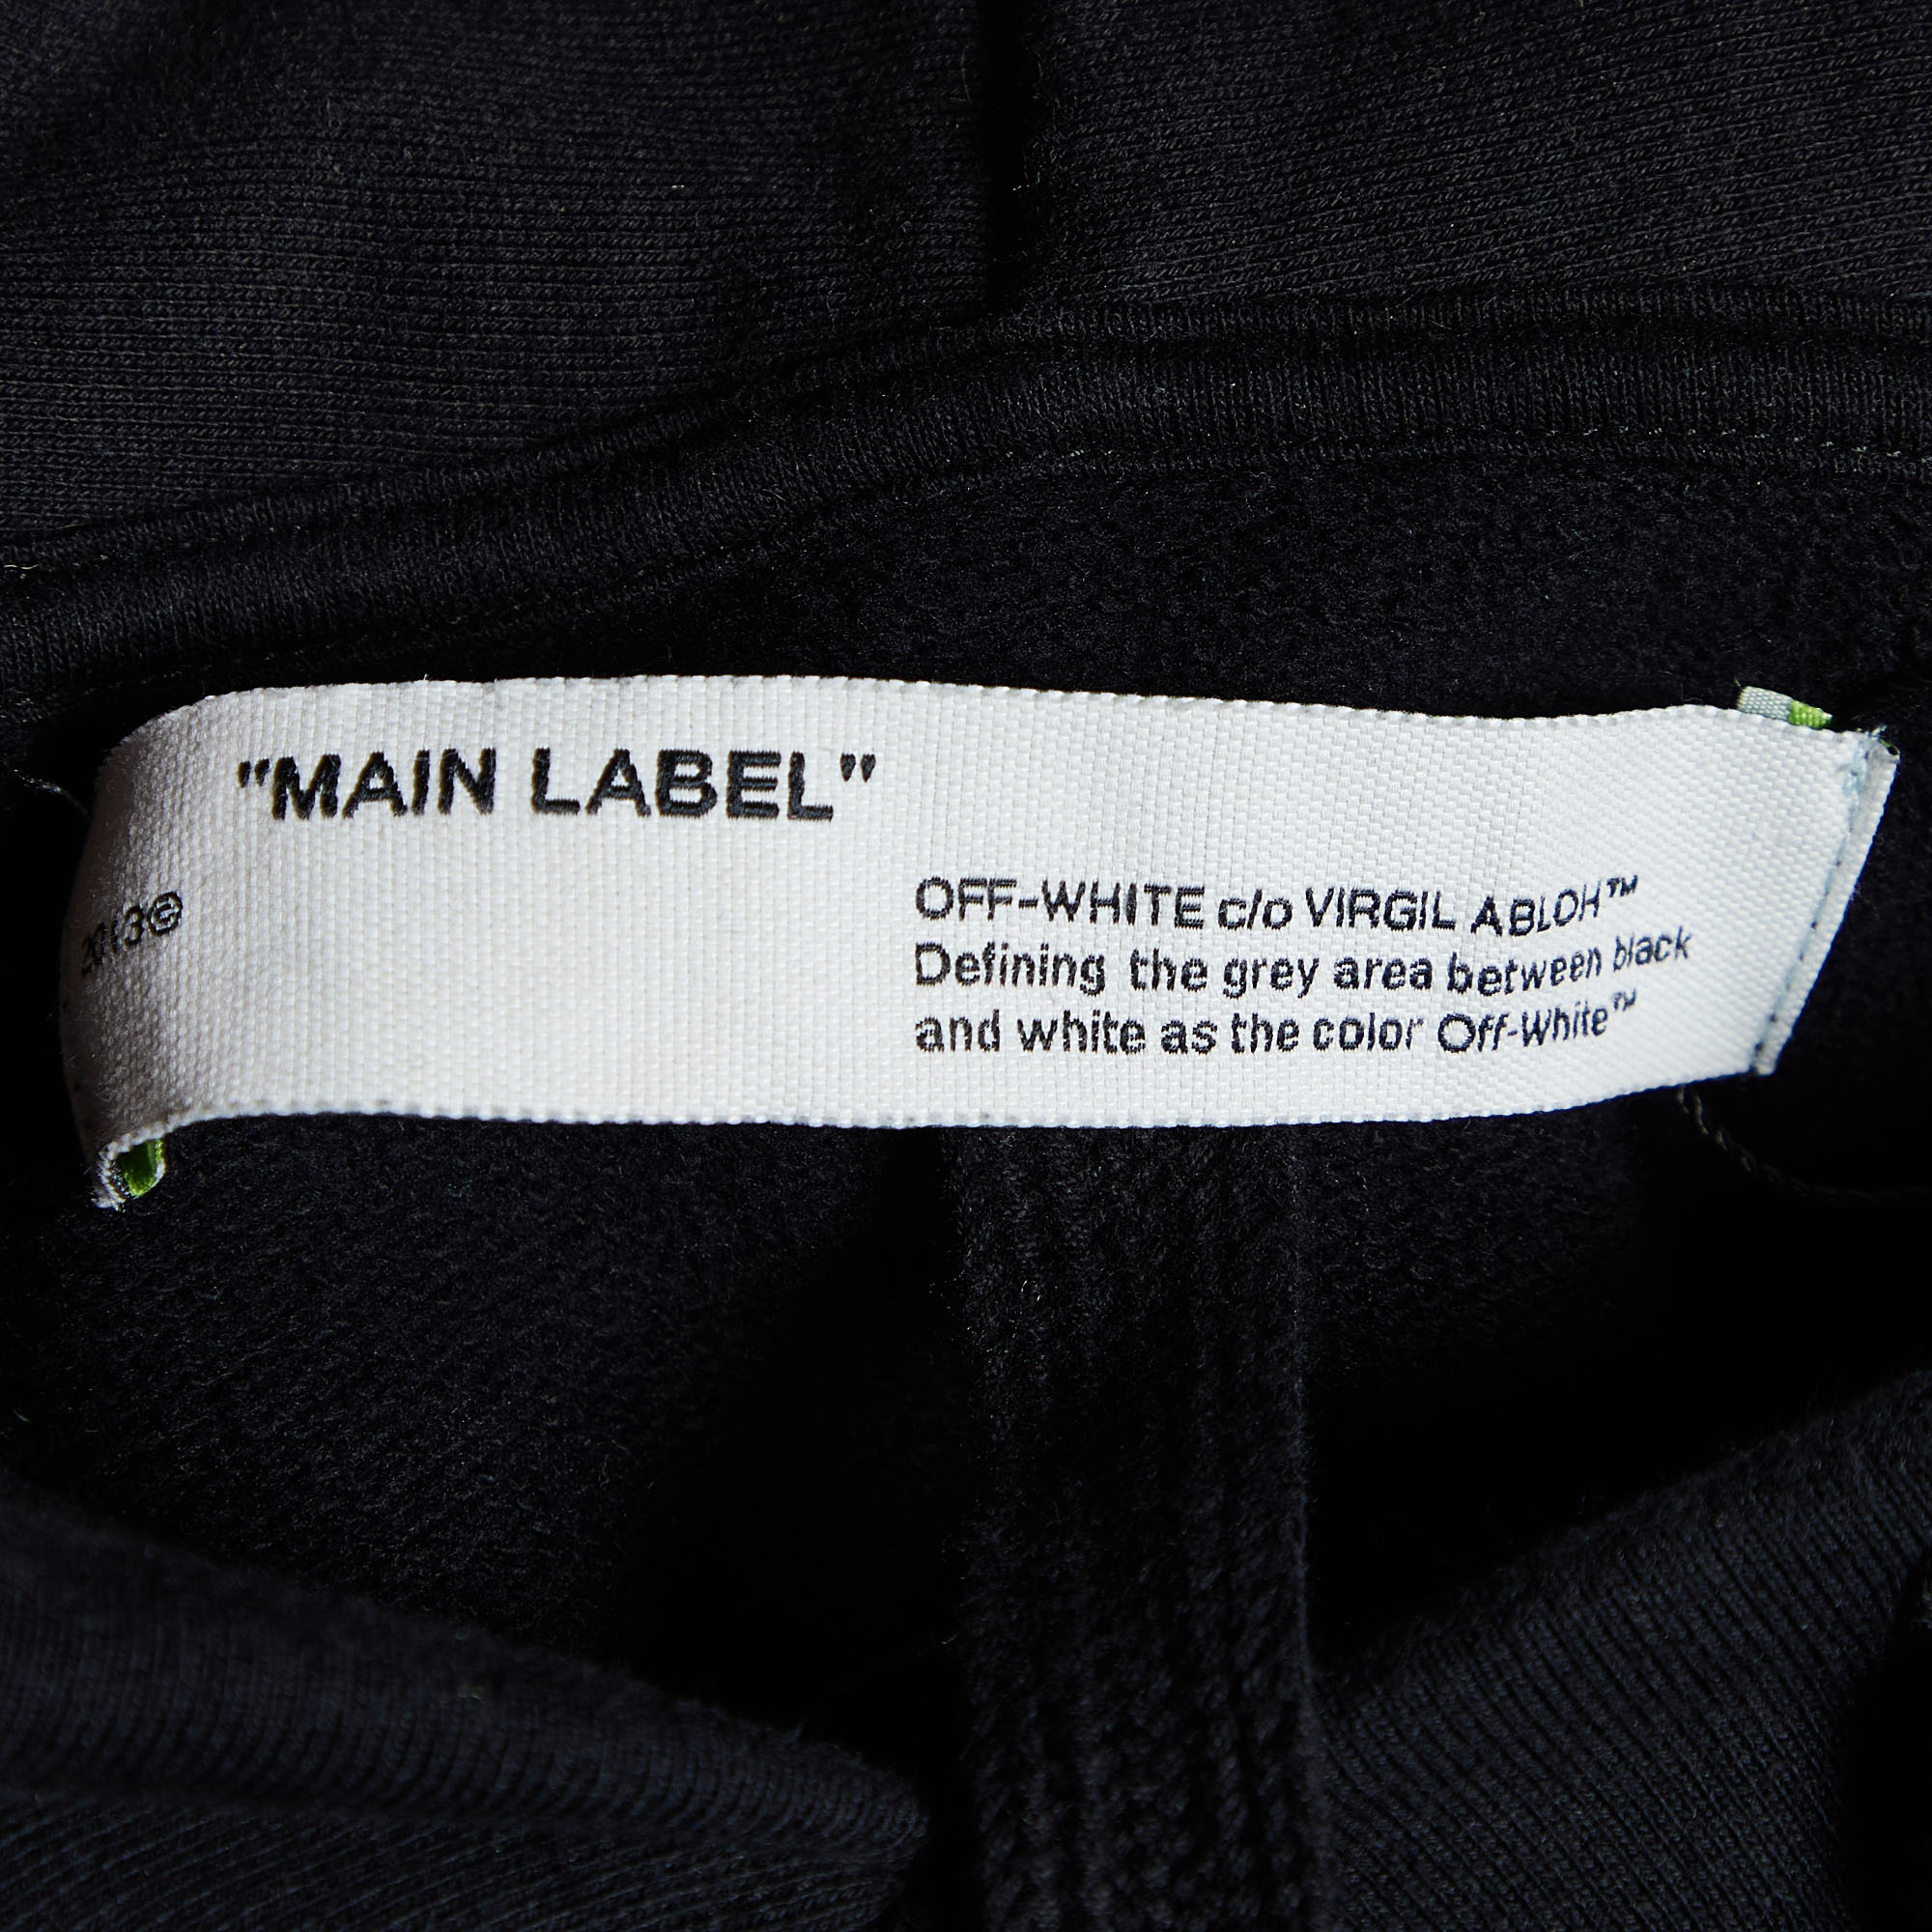 "MAIN LABEL"
2013©
OFF-WHITE c/o VIRGIL ABLOH™
Defining the grey area between black
and white as the color Off-White™